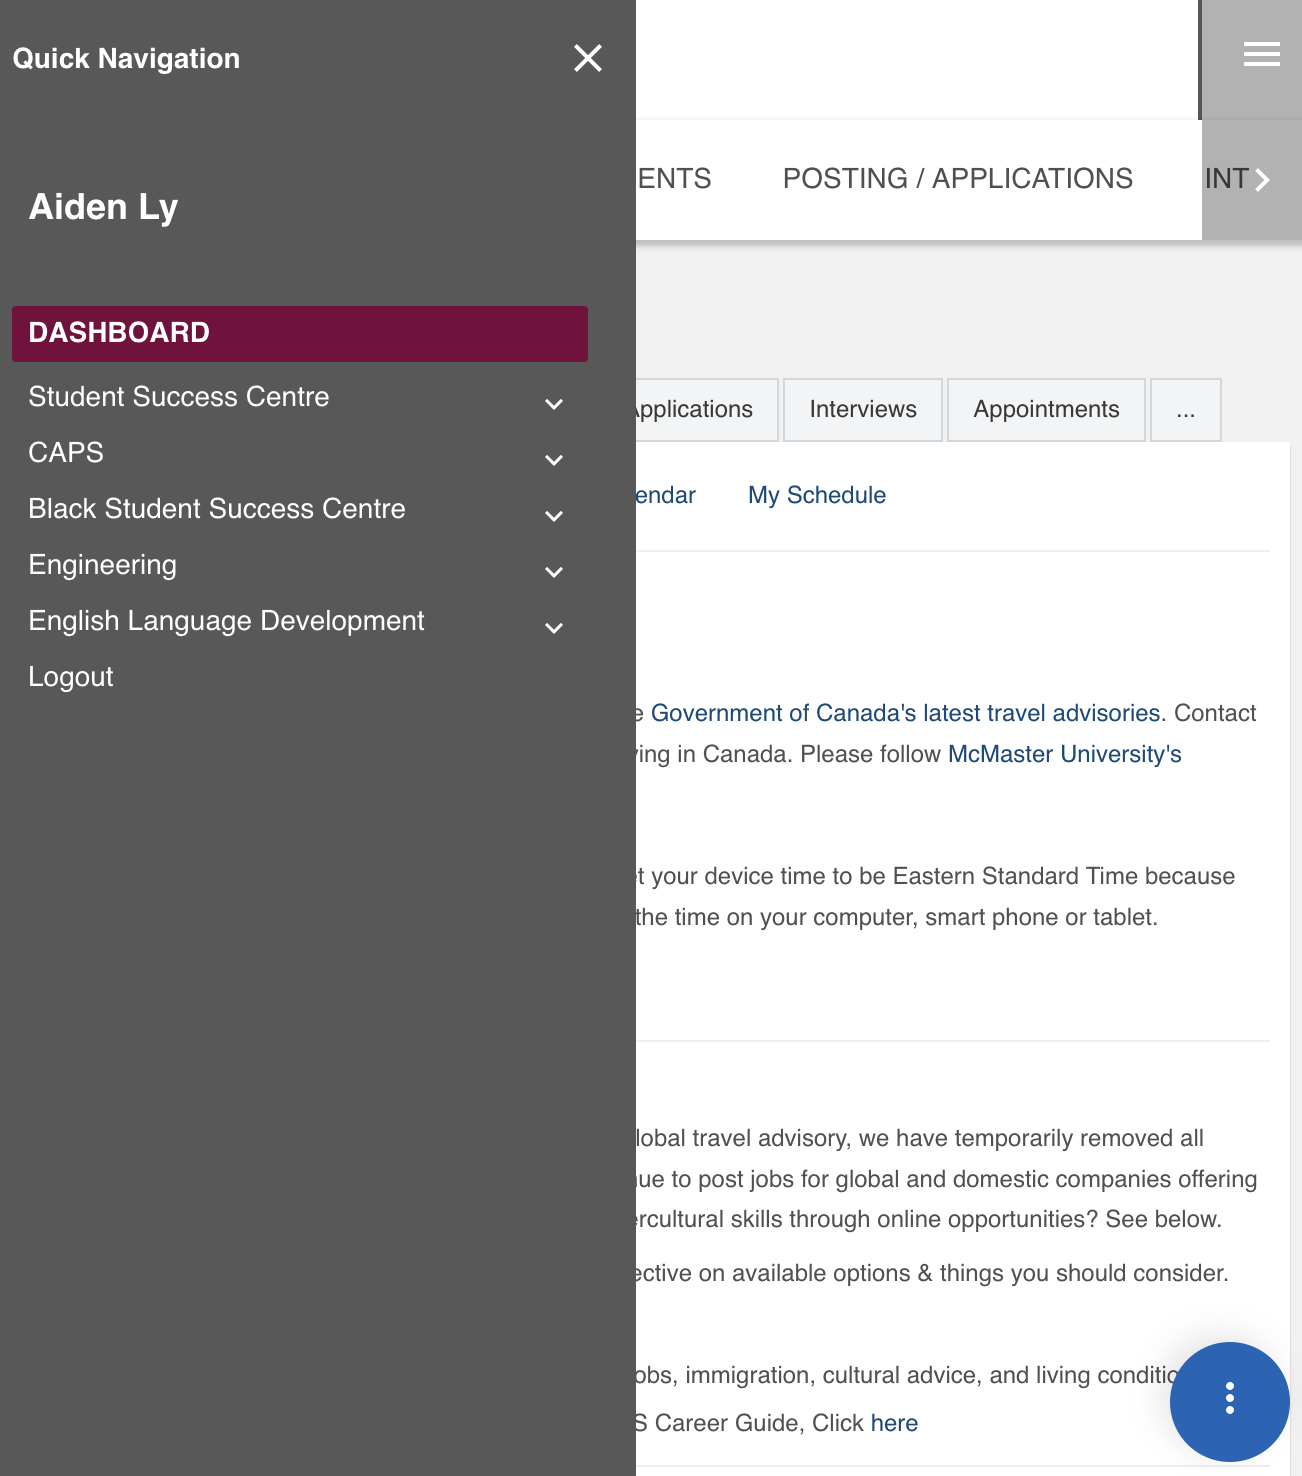 Quick Navigation
Aiden Ly
DASHBOARD
Student Success Centre
CAPS
Black Student Success Centre
Engineering
English Language Development
Logout
ENTS POSTING / APPLICATIONS INT
Applications Interviews Appointments ...
endar My Schedule
e Government of Canada's latest travel advisories. Contact
ing in Canada. Please follow McMaster University's
t your device time to be Eastern Standard Time because
the time on your computer, smart phone or tablet.
lobal travel advisory, we have temporarily removed all
ue to post jobs for global and domestic companies offering
ercultural skills through online opportunities? See below.
ective on available options & things you should consider.
obs, immigration, cultural advice, and living conditio
S Career Guide, Click here